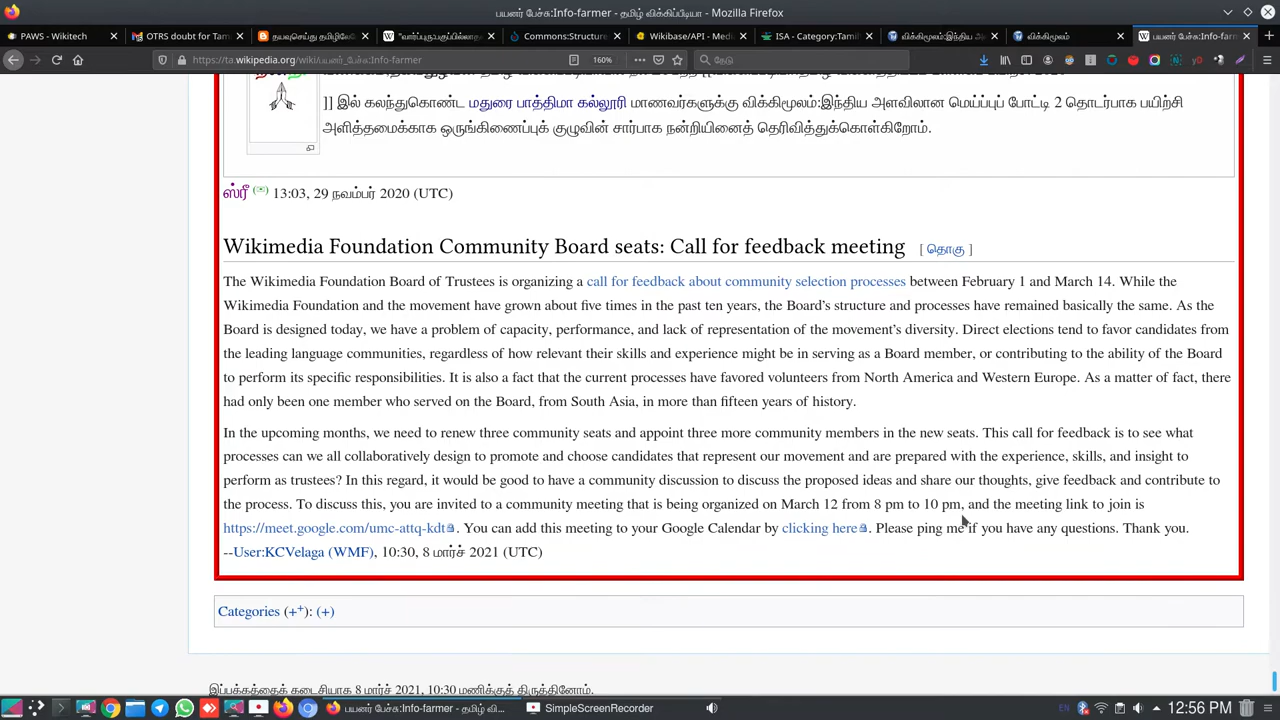 பயனர் பேச்சு:Info-farmer - தமிழ் விக்கிப்பீடியா - Mozilla Firefox
PAWS - Wikitech
OTRS doubt for Tam
தயவுசெய்து தமிழிலே
"வார்ப்புரு:பகுப்பில்லாத
Commons:Structure
Wikibase/API - Medi
ISA - Category:Tamil
விக்கிமூலம்:இந்திய அ
விக்கிமூலம்
பயனர் பேச்சு:Info-farm
https://ta.wikipedia.org/wiki/பயனர்_பேச்சு:Info-farmer
160%
தேடு
]] இல் கலந்துகொண்ட மதுரை பாத்திமா கல்லூரி மாணவர்களுக்கு விக்கிமூலம்:இந்திய அளவிலான மெய்ப்புப் போட்டி 2 தொடர்பாக பயிற்சி
அளித்தமைக்காக ஒருங்கிணைப்புக் குழுவின் சார்பாக நன்றியினைத் தெரிவித்துக்கொள்கிறோம்.
ஸ்ரீ (✉) 13:03, 29 நவம்பர் 2020 (UTC)
Wikimedia Foundation Community Board seats: Call for feedback meeting [ தொகு ]
The Wikimedia Foundation Board of Trustees is organizing a call for feedback about community selection processes between February 1 and March 14. While the
Wikimedia Foundation and the movement have grown about five times in the past ten years, the Board's structure and processes have remained basically the same. As the
Board is designed today, we have a problem of capacity, performance, and lack of representation of the movement's diversity. Direct elections tend to favor candidates from
the leading language communities, regardless of how relevant their skills and experience might be in serving as a Board member, or contributing to the ability of the Board
to perform its specific responsibilities. It is also a fact that the current processes have favored volunteers from North America and Western Europe. As a matter of fact, there
had only been one member who served on the Board, from South Asia, in more than fifteen years of history.
In the upcoming months, we need to renew three community seats and appoint three more community members in the new seats. This call for feedback is to see what
processes can we all collaboratively design to promote and choose candidates that represent our movement and are prepared with the experience, skills, and insight to
perform as trustees? In this regard, it would be good to have a community discussion to discuss the proposed ideas and share our thoughts, give feedback and contribute to
the process. To discuss this, you are invited to a community meeting that is being organized on March 12 from 8 pm to 10 pm, and the meeting link to join is
https://meet.google.com/umc-attq-kdt. You can add this meeting to your Google Calendar by clicking here. Please ping me if you have any questions. Thank you.
--User:KCVelaga (WMF), 10:30, 8 மார்ச் 2021 (UTC)
Categories (+⁺): (+)
இப்பக்கத்தைக் கடைசியாக 8 மார்ச் 2021, 10:30 மணிக்குத் திருத்தினோம்.
பயனர் பேச்சு:Info-farmer - தமிழ் வி...
SimpleScreenRecorder
EN
12:56 PM